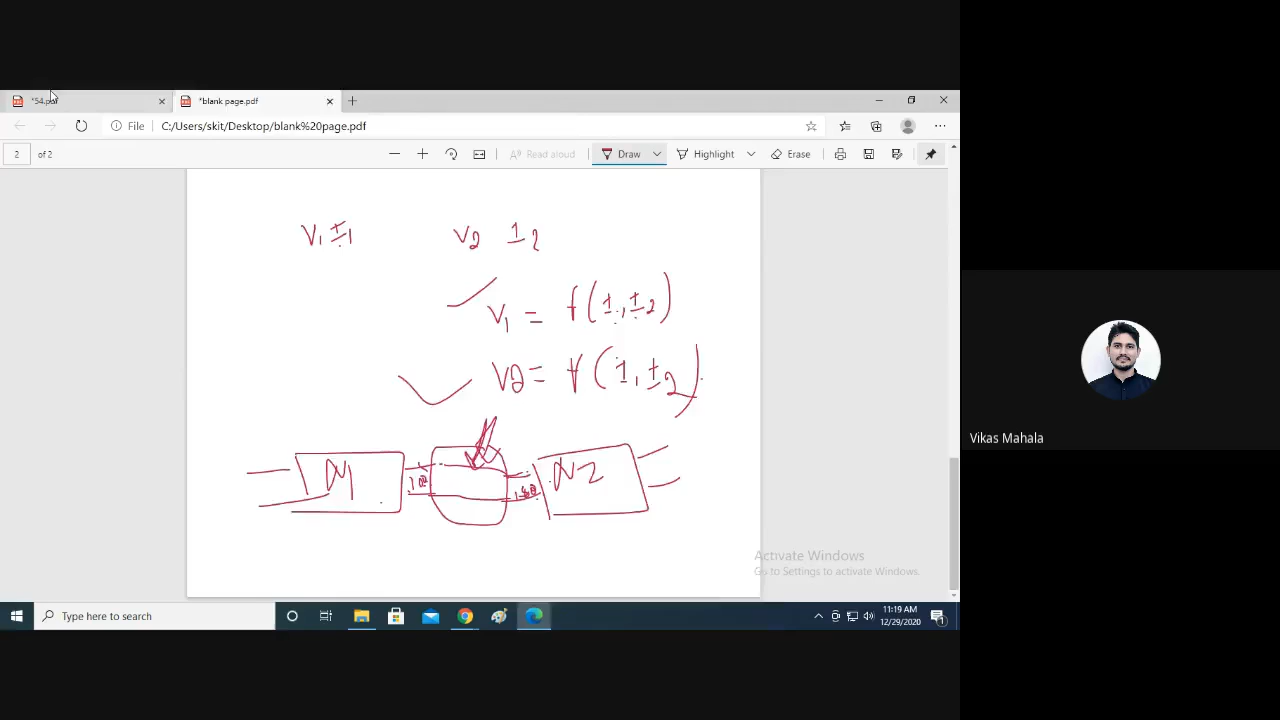 *54.pdf
*blank page.pdf
File C:/Users/skit/Desktop/blank%20page.pdf
2 of 2 Read aloud Draw Highlight Erase
V1 I1 V2 I2
V1 = f(I1, I2)
V2 = f(I1, I2)
N1 N2
Vikas Mahala
Activate Windows
Go to Settings to activate Windows.
Type here to search
11:19 AM
12/29/2020
1